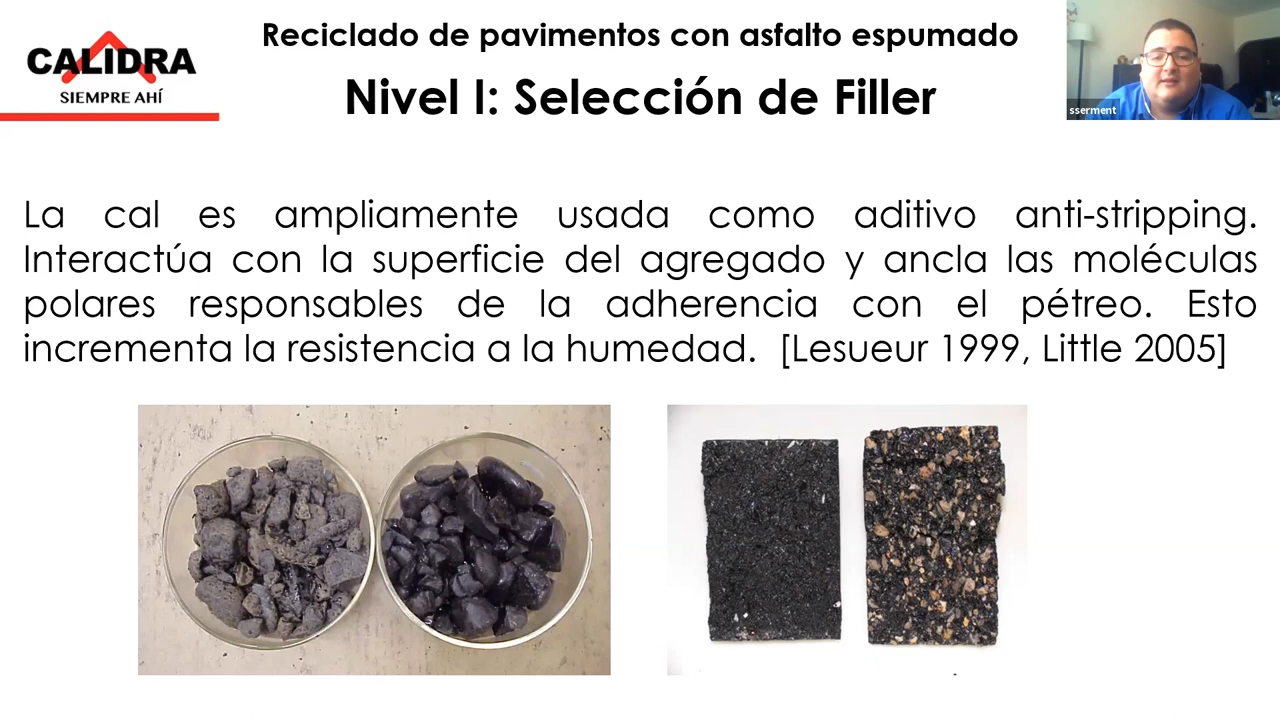 Reciclado de pavimentos con asfalto espumado
CALIDRA
SIEMPRE AHÍ
Nivel I: Selección de Filler
sserment
La cal es ampliamente usada como aditivo anti-stripping.
Interactúa con la superficie del agregado y ancla las moléculas
polares responsables de la adherencia con el pétreo. Esto
incrementa la resistencia a la humedad. [Lesueur 1999, Little 2005]